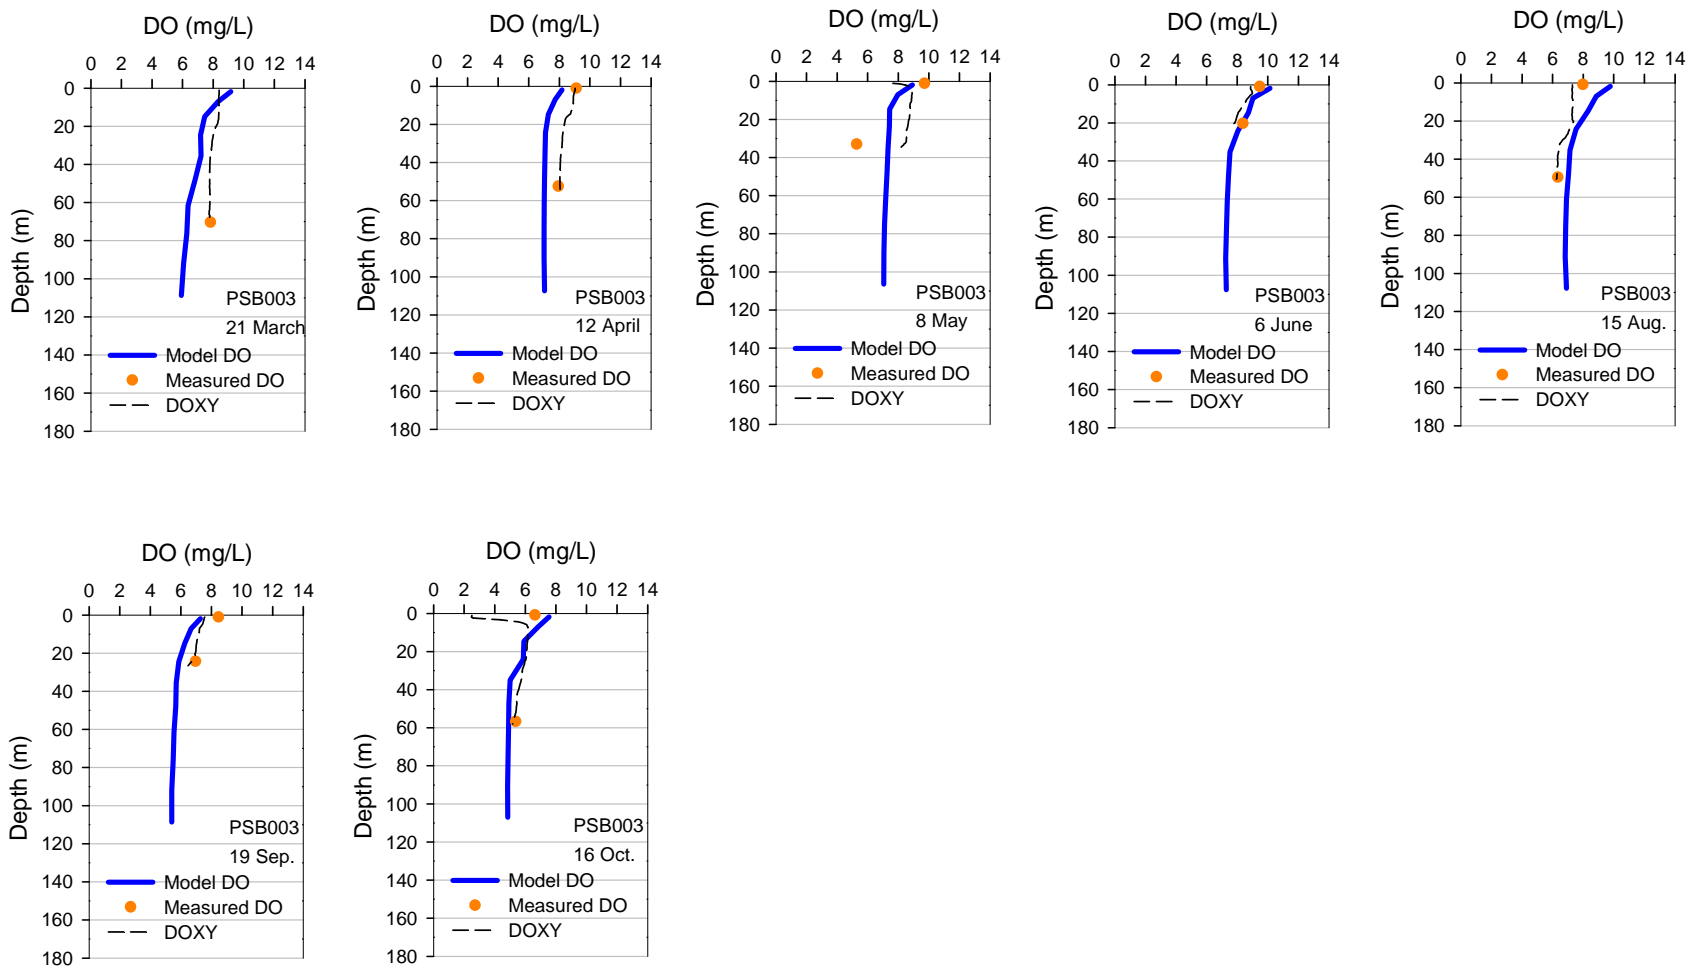 DO (mg/L)
0 2 4 6 8 10 12 14
0
20
40
60
80
100
120
140
160
180
Depth (m)
PSB003
21 March
Model DO
Measured DO
DOXY
DO (mg/L)
0 2 4 6 8 10 12 14
0
20
40
60
80
100
120
140
160
180
Depth (m)
PSB003
12 April
Model DO
Measured DO
DOXY
DO (mg/L)
0 2 4 6 8 10 12 14
0
20
40
60
80
100
120
140
160
180
Depth (m)
PSB003
8 May
Model DO
Measured DO
DOXY
DO (mg/L)
0 2 4 6 8 10 12 14
0
20
40
60
80
100
120
140
160
180
Depth (m)
PSB003
6 June
Model DO
Measured DO
DOXY
DO (mg/L)
0 2 4 6 8 10 12 14
0
20
40
60
80
100
120
140
160
180
Depth (m)
PSB003
15 Aug.
Model DO
Measured DO
DOXY
DO (mg/L)
0 2 4 6 8 10 12 14
0
20
40
60
80
100
120
140
160
180
Depth (m)
PSB003
19 Sep.
Model DO
Measured DO
DOXY
DO (mg/L)
0 2 4 6 8 10 12 14
0
20
40
60
80
100
120
140
160
180
Depth (m)
PSB003
16 Oct.
Model DO
Measured DO
DOXY